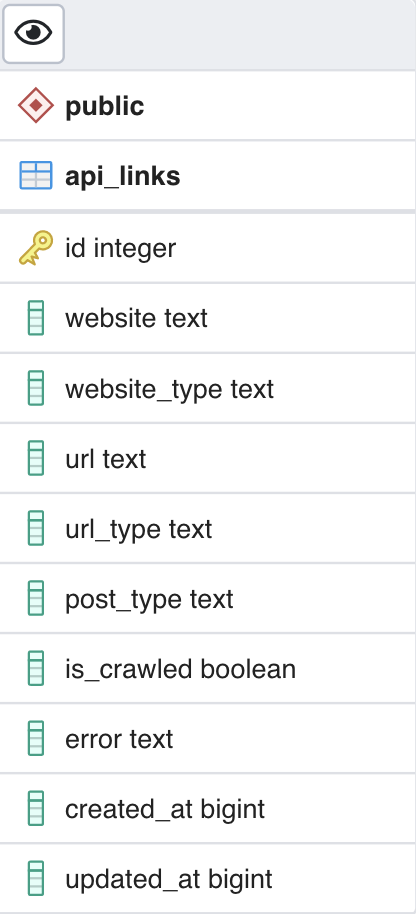 public
api_links
id integer
website text
website_type text
url text
url_type text
post_type text
is_crawled boolean
error text
created_at bigint
updated_at bigint